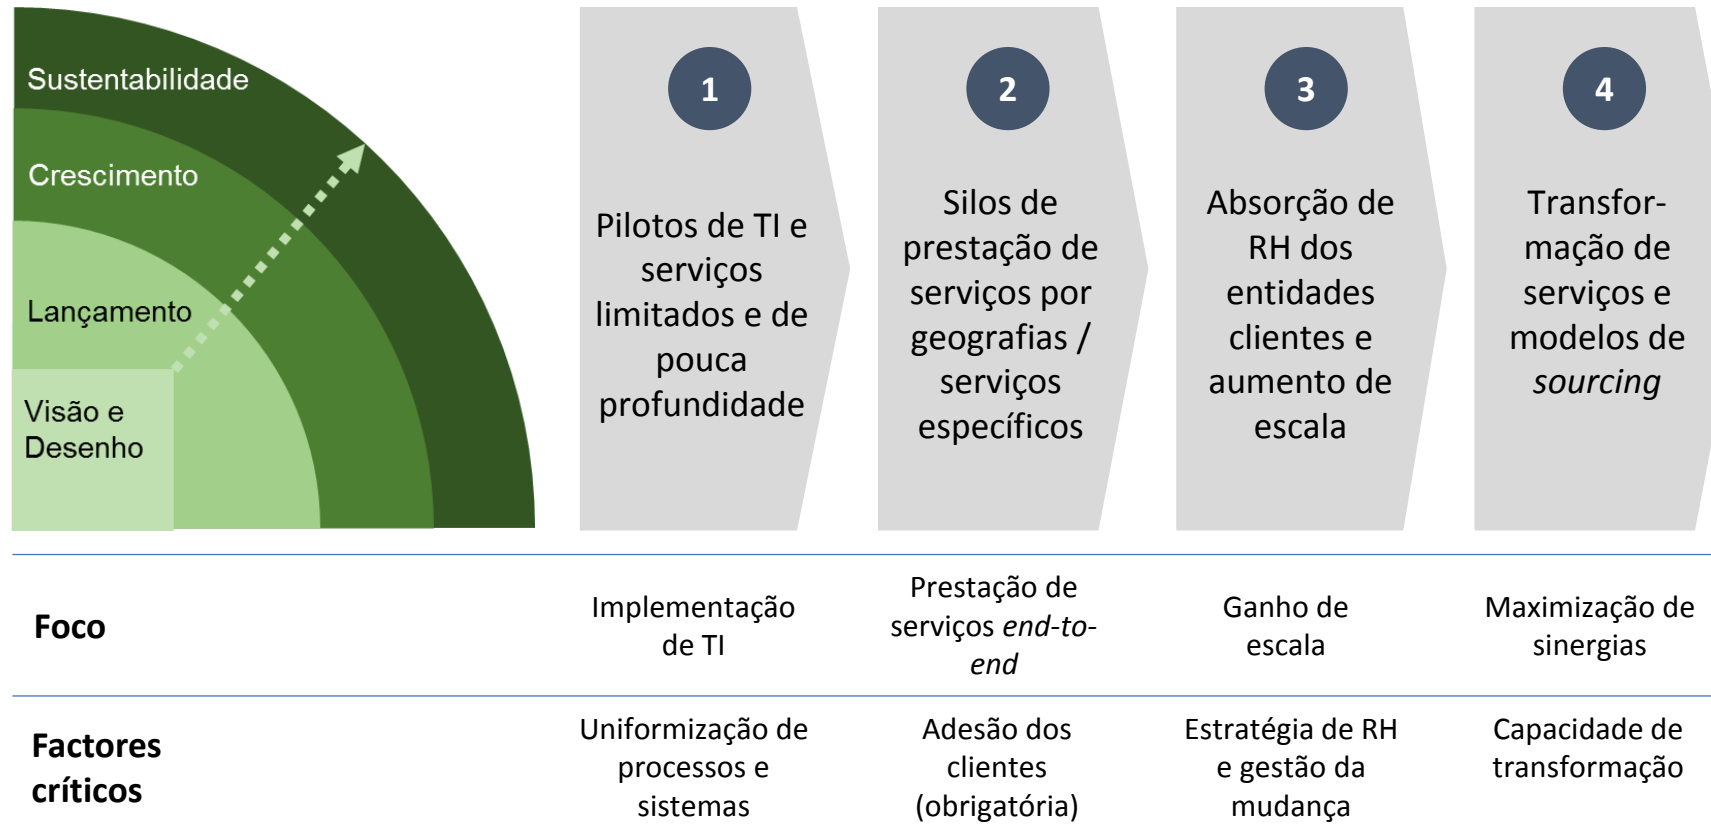 Sustentabilidade
Crescimento
Lançamento
Visão e
Desenho
1
Pilotos de TI e
serviços
limitados e de
pouca
profundidade
2
Silos de
prestação de
serviços por
geografias /
serviços
específicos
3
Absorção de
RH dos
entidades
clientes e
aumento de
escala
4
Transfor-
mação de
serviços e
modelos de
sourcing
Foco
Implementação
de TI
Prestação de
serviços end-to-
end
Ganho de
escala
Maximização de
sinergias
Factores
críticos
Uniformização de
processos e
sistemas
Adesão dos
clientes
(obrigatória)
Estratégia de RH
e gestão da
mudança
Capacidade de
transformação